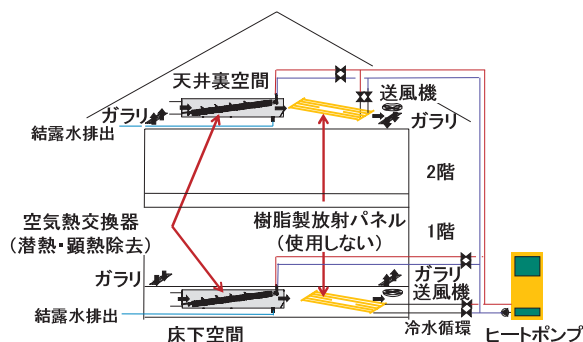 天井裏空間
送風機
ガラリ
ガラリ
結露水排出
2階
空気熱交換器
(潜熱・顕熱除去)
樹脂製放射パネル
(使用しない)
1階
ガラリ
ガラリ
送風機
結露水排出
床下空間
冷水循環
ヒートポンプ